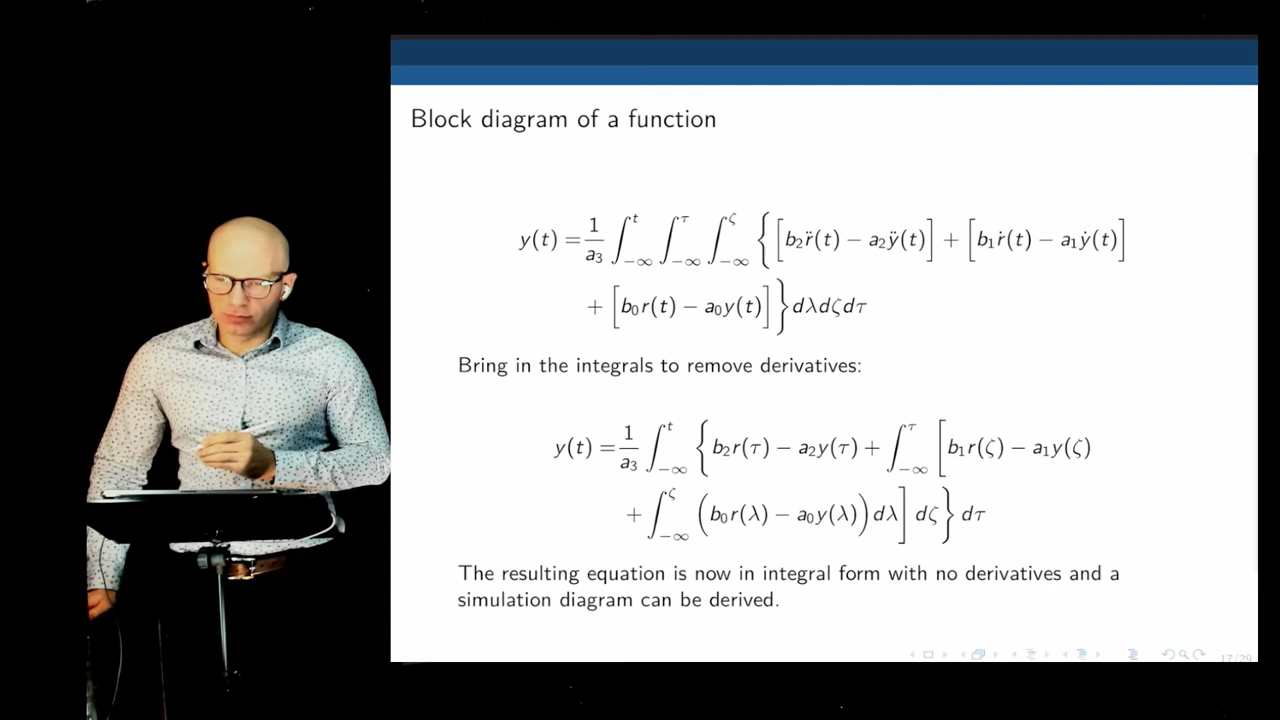 Block diagram of a function
y(t) = 1/a₃ ∫_{−∞}^{t} ∫_{−∞}^{τ} ∫_{−∞}^{ζ} { [b₂r̈(t) − a₂ÿ(t)] + [b₁ṙ(t) − a₁ẏ(t)]
+ [b₀r(t) − a₀y(t)] } dλdζdτ
Bring in the integrals to remove derivatives:
y(t) = 1/a₃ ∫_{−∞}^{t} { b₂r(τ) − a₂y(τ) + ∫_{−∞}^{τ} [ b₁r(ζ) − a₁y(ζ)
+ ∫_{−∞}^{ζ} (b₀r(λ) − a₀y(λ)) dλ ] dζ } dτ
The resulting equation is now in integral form with no derivatives and a
simulation diagram can be derived.
17/29